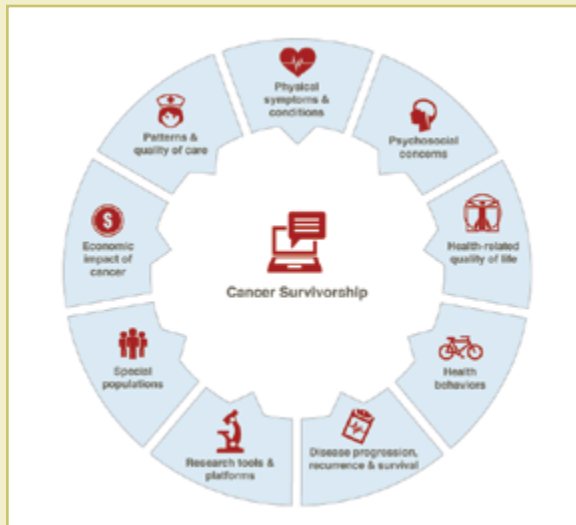 Physical
symptoms &
conditions
Psychosocial
concerns
Health-related
quality of life
Health
behaviors
Disease progression,
recurrence & survival
Research tools &
platforms
Special
populations
Economic
impact of
cancer
$
Patterns &
quality of care
Cancer Survivorship